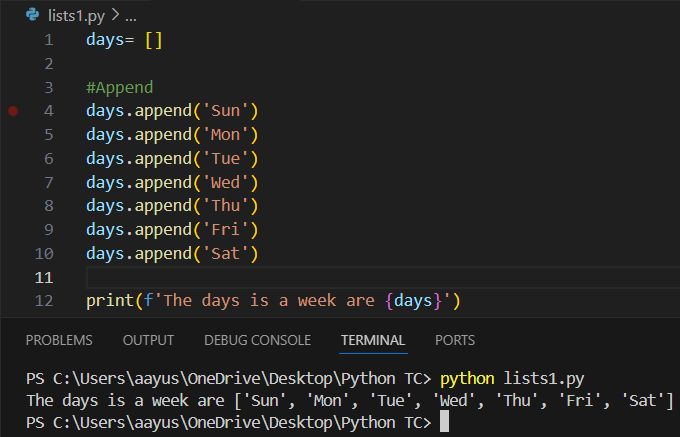 lists1.py > ...
1 days= []
2
3 #Append
4 days.append('Sun')
5 days.append('Mon')
6 days.append('Tue')
7 days.append('Wed')
8 days.append('Thu')
9 days.append('Fri')
10 days.append('Sat')
11
12 print(f'The days is a week are {days}')
PROBLEMS OUTPUT DEBUG CONSOLE TERMINAL PORTS
PS C:\Users\aayus\OneDrive\Desktop\Python TC> python lists1.py
The days is a week are ['Sun', 'Mon', 'Tue', 'Wed', 'Thu', 'Fri', 'Sat']
PS C:\Users\aayus\OneDrive\Desktop\Python TC>